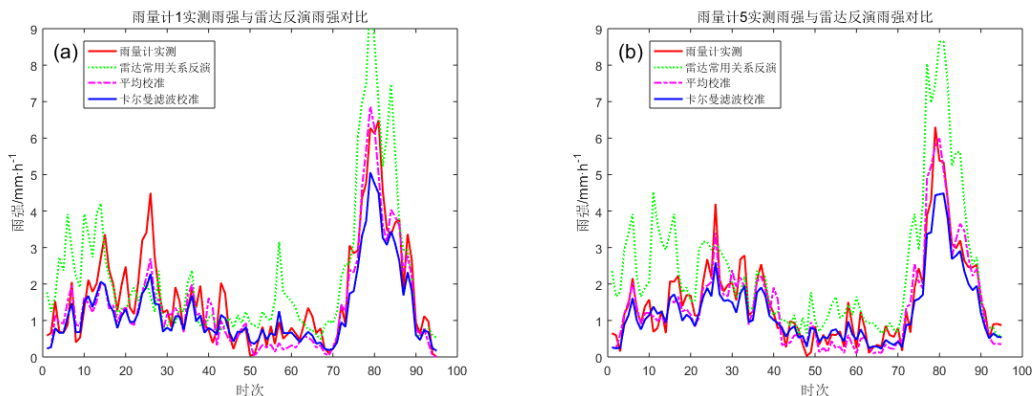 雨量计1实测雨强与雷达反演雨强对比
(a)
雨量计实测
雷达常用关系反演
平均校准
卡尔曼滤波校准
雨强/mm·h-1
9
8
7
6
5
4
3
2
1
0
0 10 20 30 40 50 60 70 80 90 100
时次
雨量计5实测雨强与雷达反演雨强对比
(b)
雨量计实测
雷达常用关系反演
平均校准
卡尔曼滤波校准
雨强/mm·h-1
9
8
7
6
5
4
3
2
1
0
0 10 20 30 40 50 60 70 80 90 100
时次